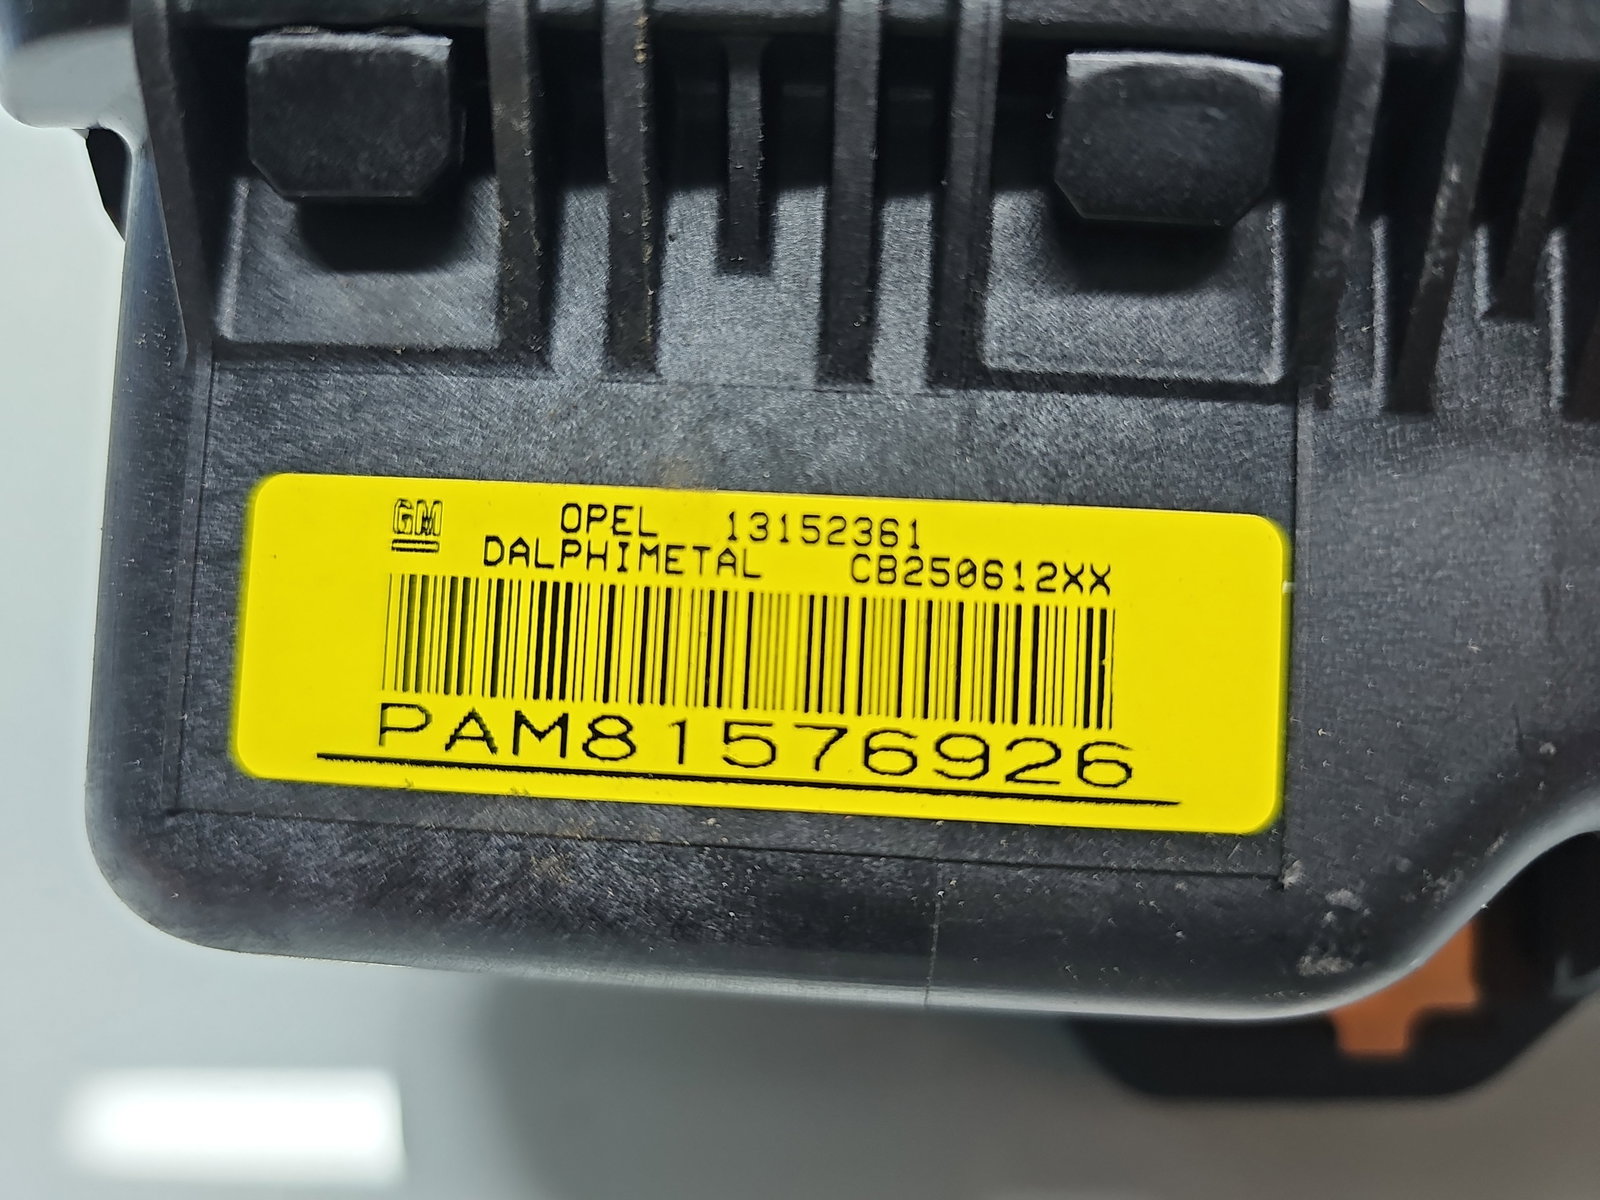 GM OPEL 13152361
DALPHIMETAL CB250612XX
PAM81576926